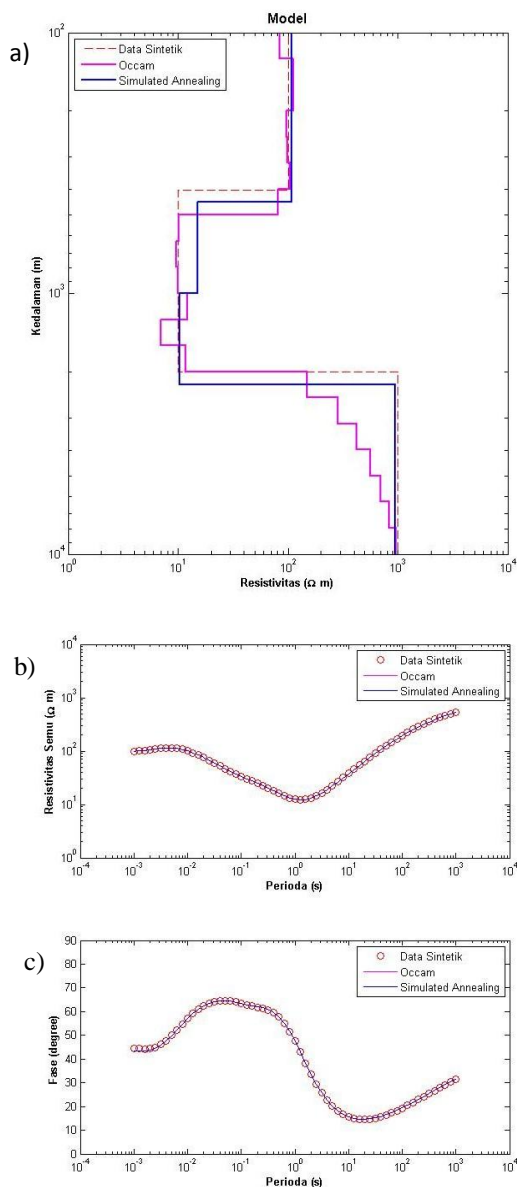 a)
Model
Data Sintetik
Occam
Simulated Annealing
Kedalaman (m)
10^2
10^3
10^4
10^0 10^1 10^2 10^3 10^4
Resistivitas (Ω m)
b)
Data Sintetik
Occam
Simulated Annealing
Resistivitas Semu (Ω m)
10^4
10^3
10^2
10^1
10^0
10^-4 10^-3 10^-2 10^-1 10^0 10^1 10^2 10^3 10^4
Perioda (s)
c)
Data Sintetik
Occam
Simulated Annealing
Fase (degree)
90
80
70
60
50
40
30
20
10
0
10^-4 10^-3 10^-2 10^-1 10^0 10^1 10^2 10^3 10^4
Perioda (s)